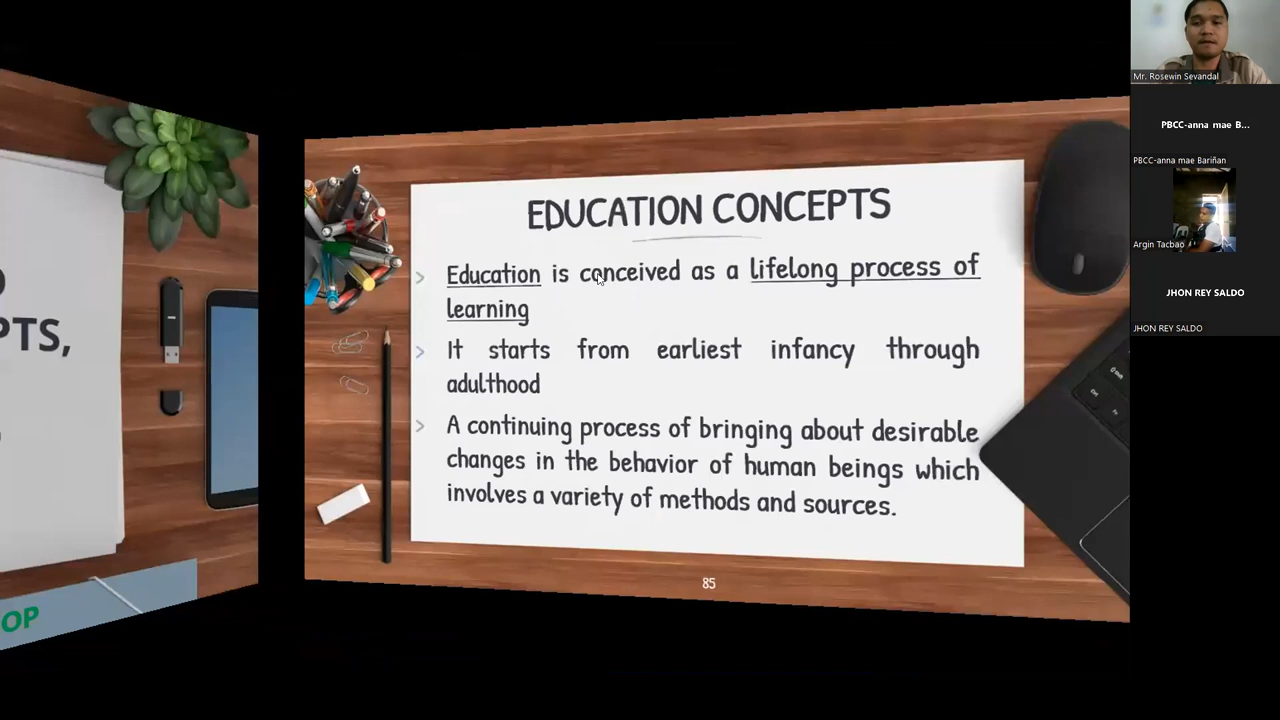 PTS,
OP
EDUCATION CONCEPTS
Education is conceived as a lifelong process of
learning
It starts from earliest infancy through
adulthood
A continuing process of bringing about desirable
changes in the behavior of human beings which
involves a variety of methods and sources.
85
Mr. Rosewin Sevandal
PBCC-anna mae B...
PBCC-anna mae Bariñan
Argin Tacbao
JHON REY SALDO
JHON REY SALDO